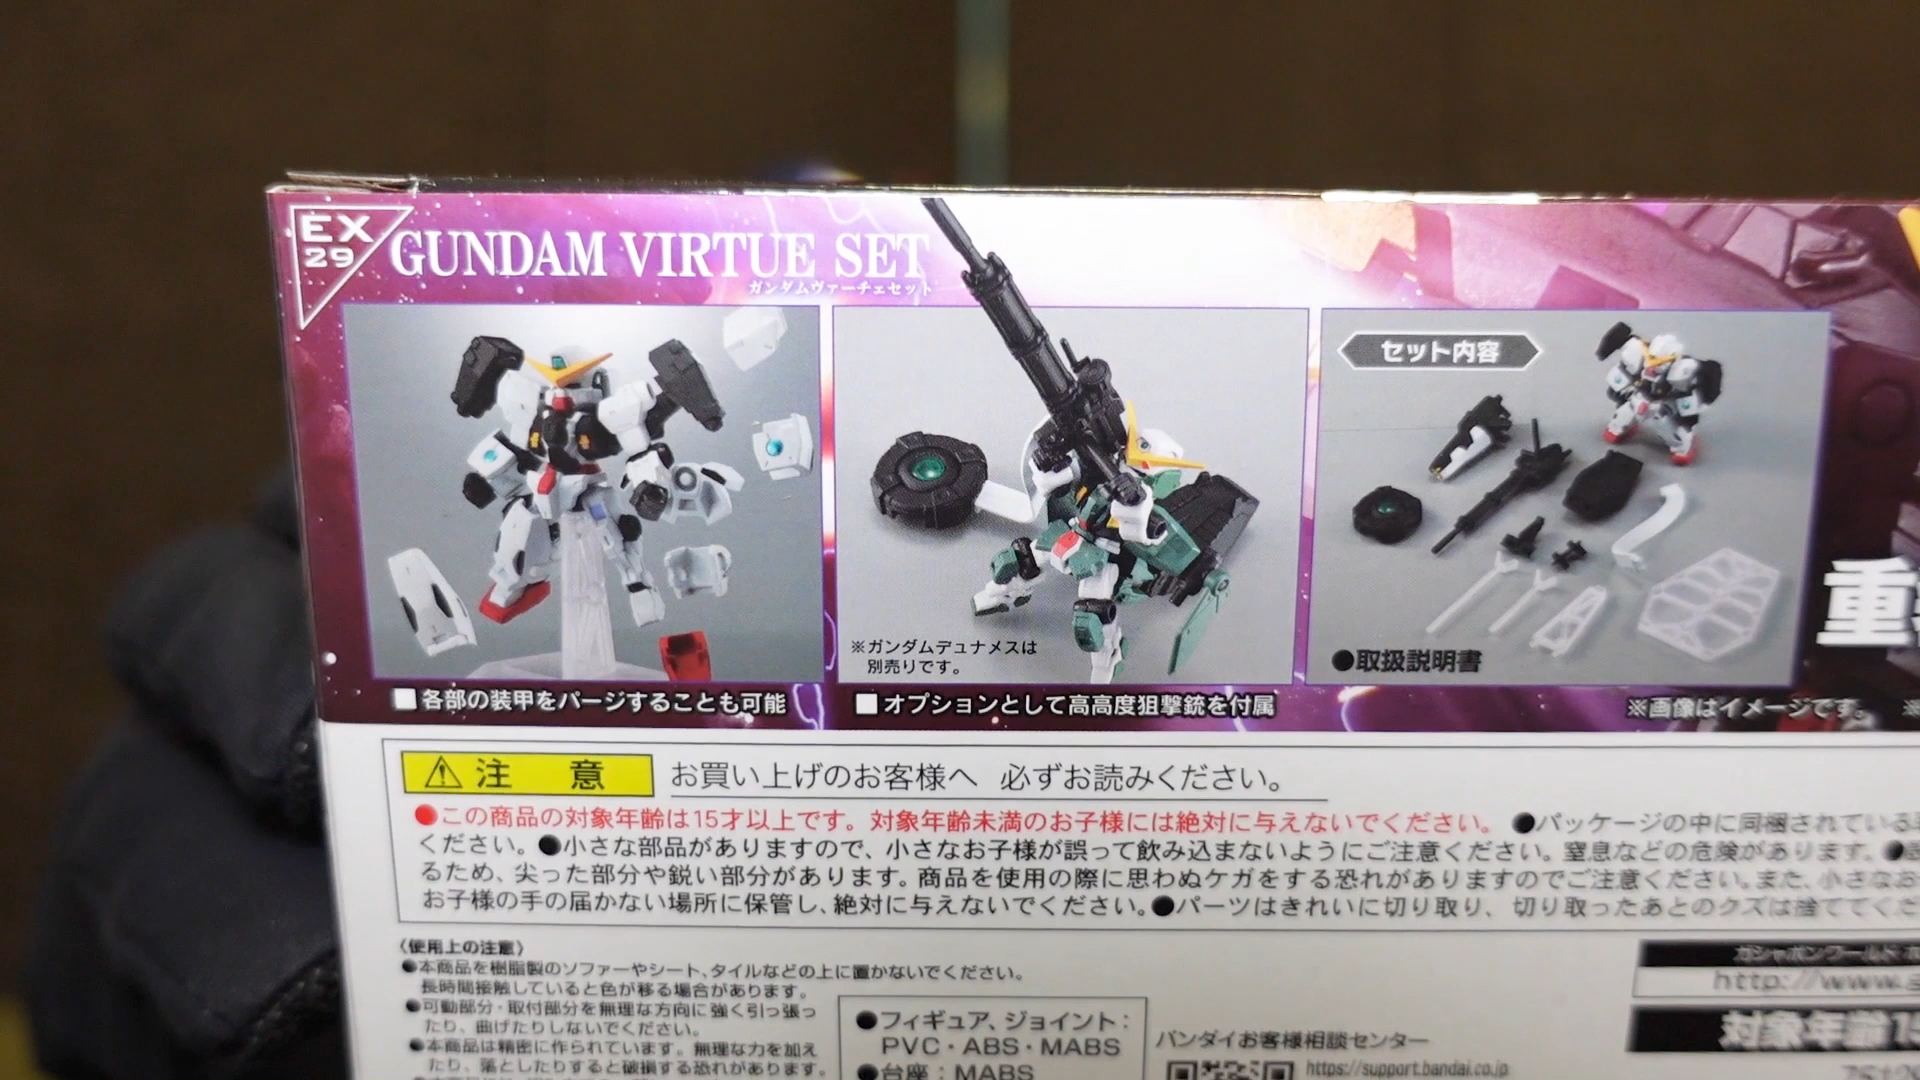 EX
29
GUNDAM VIRTUE SET
ガンダムヴァーチェセット
セット内容
※ガンダムデュナメスは
別売りです。
●取扱説明書
重
■各部の装甲をパージすることも可能
■オプションとして高高度狙撃銃を付属
※画像はイメージです。
注 意
お買い上げのお客様へ 必ずお読みください。
●この商品の対象年齢は15才以上です。対象年齢未満のお子様には絶対に与えないでください。 ●パッケージの中に同梱されている
ください。●小さな部品がありますので、小さなお子様が誤って飲み込まないようにご注意ください。窒息などの危険があります。●
るため、尖った部分や鋭い部分があります。商品を使用の際に思わぬケガをする恐れがありますのでご注意ください。また、小さなお
お子様の手の届かない場所に保管し、絶対に与えないでください。●パーツはきれいに切り取り、切り取ったあとのクズは捨ててくだ
〈使用上の注意〉
●本商品を樹脂製のソファーやシート、タイルなどの上に置かないでください。
長時間接触していると色が移る場合があります。
●可動部分・取付部分を無理な方向に強く引っ張っ
たり、曲げたりしないでください。
●本商品は精密に作られています。無理な力を加え
たり、落としたりすると破損する恐れがあります。
●フィギュア、ジョイント：
PVC・ABS・MABS
●台座：MABS
バンダイお客様相談センター
https://support.bandai.co.jp
ガシャポンワールド
http://www.
対象年齢15